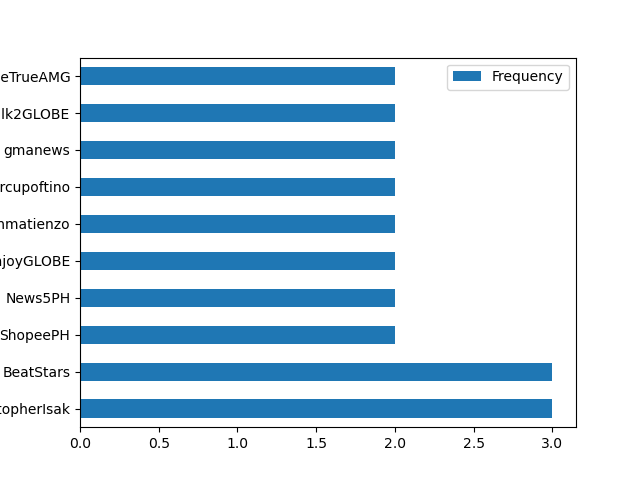 eTrueAMG
lk2GLOBE
gmanews
rcupoftino
nmatienzo
njoyGLOBE
News5PH
ShopeePH
BeatStars
topherIsak
Frequency
0.0 0.5 1.0 1.5 2.0 2.5 3.0